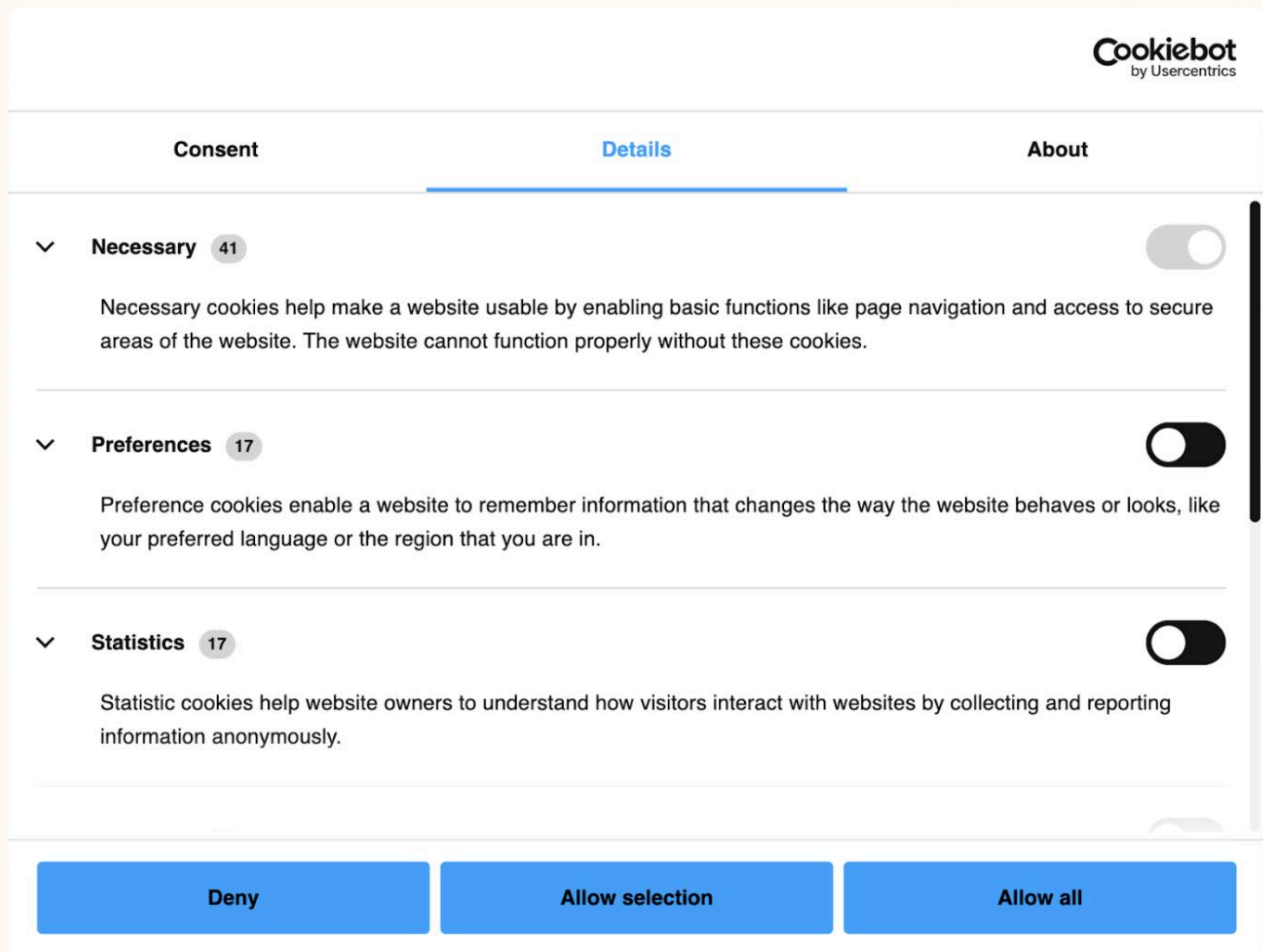 Cookiebot
by Usercentrics
Consent
Details
About
Necessary 41
Necessary cookies help make a website usable by enabling basic functions like page navigation and access to secure
areas of the website. The website cannot function properly without these cookies.
Preferences 17
Preference cookies enable a website to remember information that changes the way the website behaves or looks, like
your preferred language or the region that you are in.
Statistics 17
Statistic cookies help website owners to understand how visitors interact with websites by collecting and reporting
information anonymously.
Deny
Allow selection
Allow all